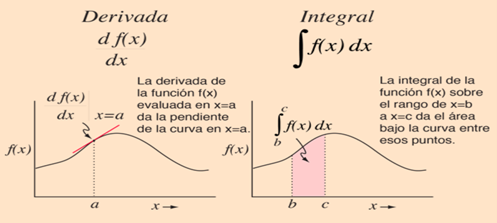 Derivada
d f(x)
dx
La derivada de
la función f(x)
evaluada en x=a
da la pendiente
de la curva en x=a.
d f(x)
dx
x=a
f(x)
a
x
Integral
∫ f(x) dx
La integral de la
función f(x) sobre
el rango de x=b
a x=c da el área
bajo la curva entre
esos puntos.
c
∫ f(x) dx
b
f(x)
b
c
x